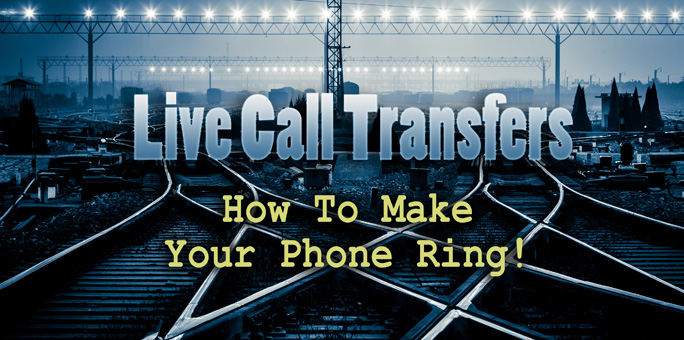 Live Call Transfers
How To Make
Your Phone Ring!